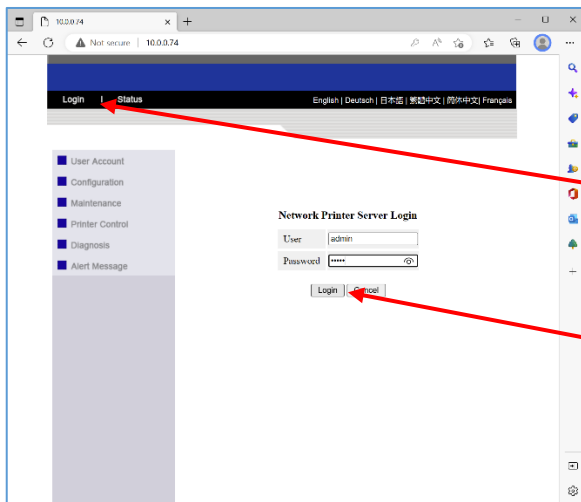 10.0.0.74
Not secure | 10.0.0.74
Login | Status
English | Deutsch | 日本語 | 繁體中文 | 简体中文| Français
User Account
Configuration
Maintenance
Printer Control
Diagnosis
Alert Message
Network Printer Server Login
User admin
Password •••••
Login Cancel